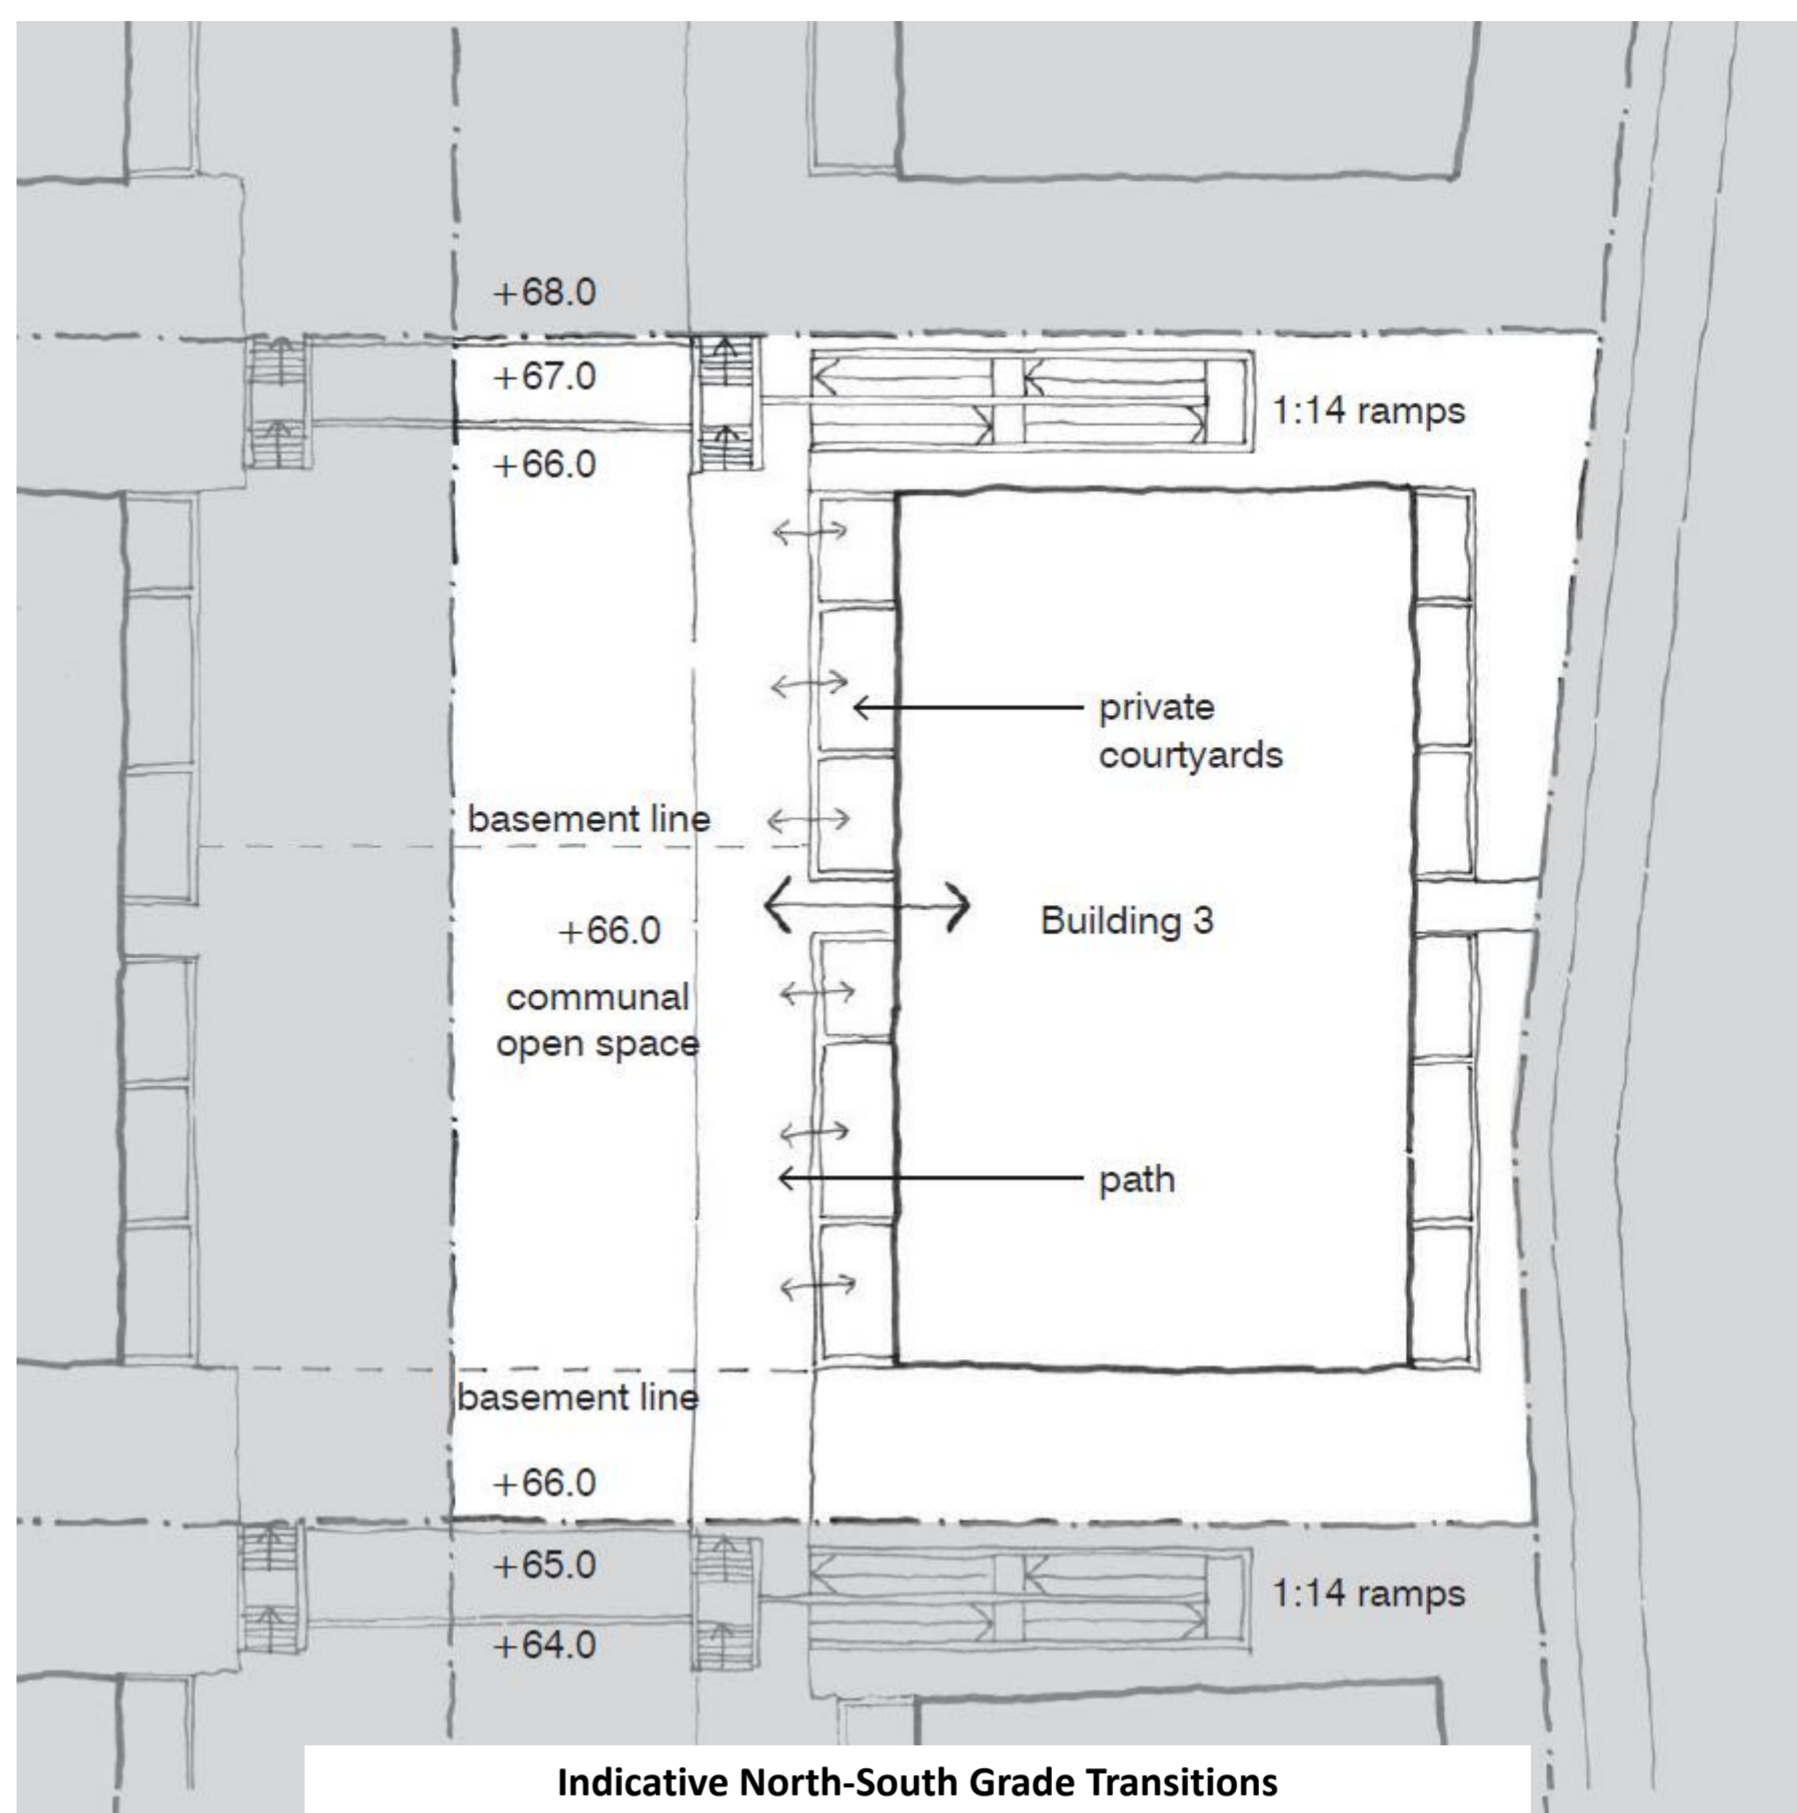 +68.0
+67.0
1:14 ramps
+66.0
private
courtyards
basement line
+66.0
Building 3
communal
open space
path
basement line
+66.0
+65.0
1:14 ramps
+64.0
Indicative North-South Grade Transitions